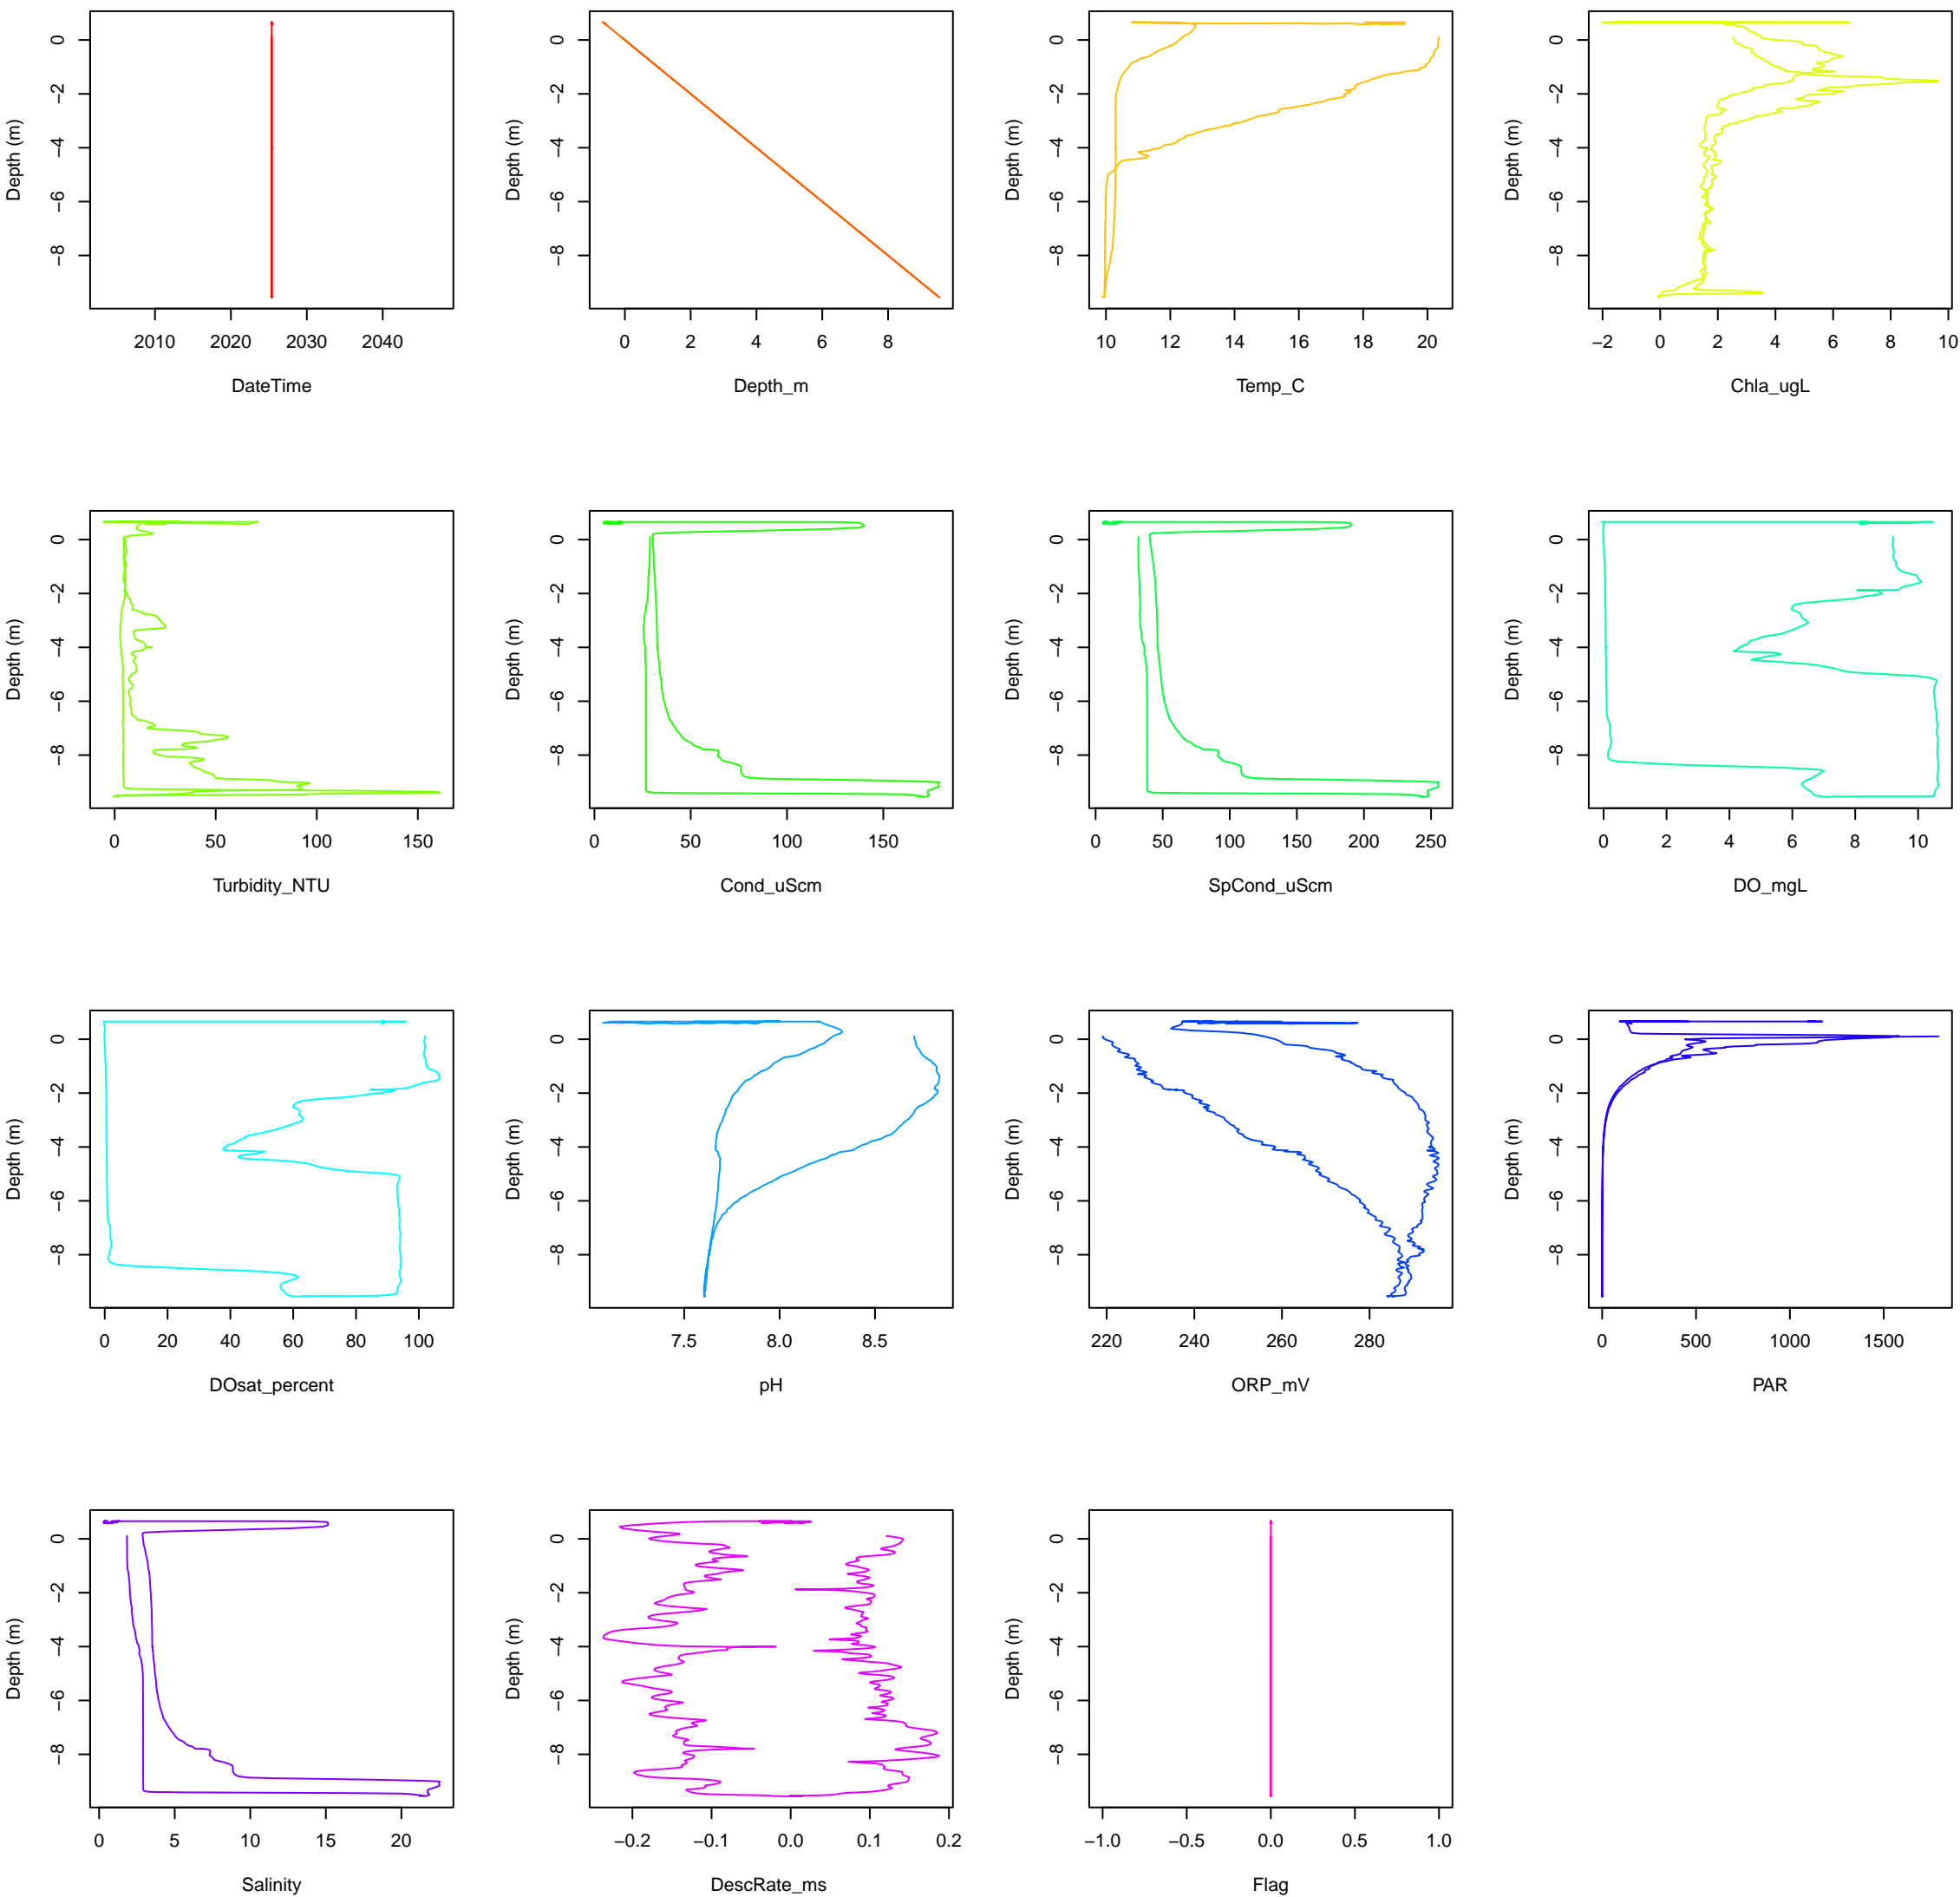 Depth (m)
0
−2
−4
−6
−8
2010 2020 2030 2040
DateTime
Depth (m)
0
−2
−4
−6
−8
0 2 4 6 8
Depth_m
Depth (m)
0
−2
−4
−6
−8
10 12 14 16 18 20
Temp_C
Depth (m)
0
−2
−4
−6
−8
−2 0 2 4 6 8 10
Chla_ugL
Depth (m)
0
−2
−4
−6
−8
0 50 100 150
Turbidity_NTU
Depth (m)
0
−2
−4
−6
−8
0 50 100 150
Cond_uScm
Depth (m)
0
−2
−4
−6
−8
0 50 100 150 200 250
SpCond_uScm
Depth (m)
0
−2
−4
−6
−8
0 2 4 6 8 10
DO_mgL
Depth (m)
0
−2
−4
−6
−8
0 20 40 60 80 100
DOsat_percent
Depth (m)
0
−2
−4
−6
−8
7.5 8.0 8.5
pH
Depth (m)
0
−2
−4
−6
−8
220 240 260 280
ORP_mV
Depth (m)
0
−2
−4
−6
−8
0 500 1000 1500
PAR
Depth (m)
0
−2
−4
−6
−8
0 5 10 15 20
Salinity
Depth (m)
0
−2
−4
−6
−8
−0.2 −0.1 0.0 0.1 0.2
DescRate_ms
Depth (m)
0
−2
−4
−6
−8
−1.0 −0.5 0.0 0.5 1.0
Flag